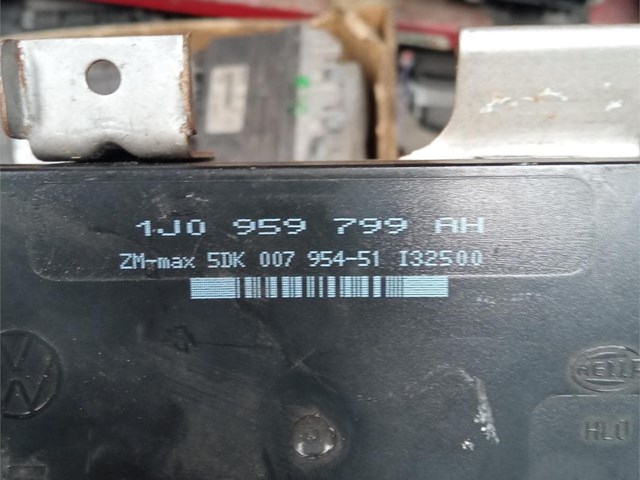 1J0 959 799 AH
ZM-max 5DK 007 954-51 I32500
HELLA
HLO